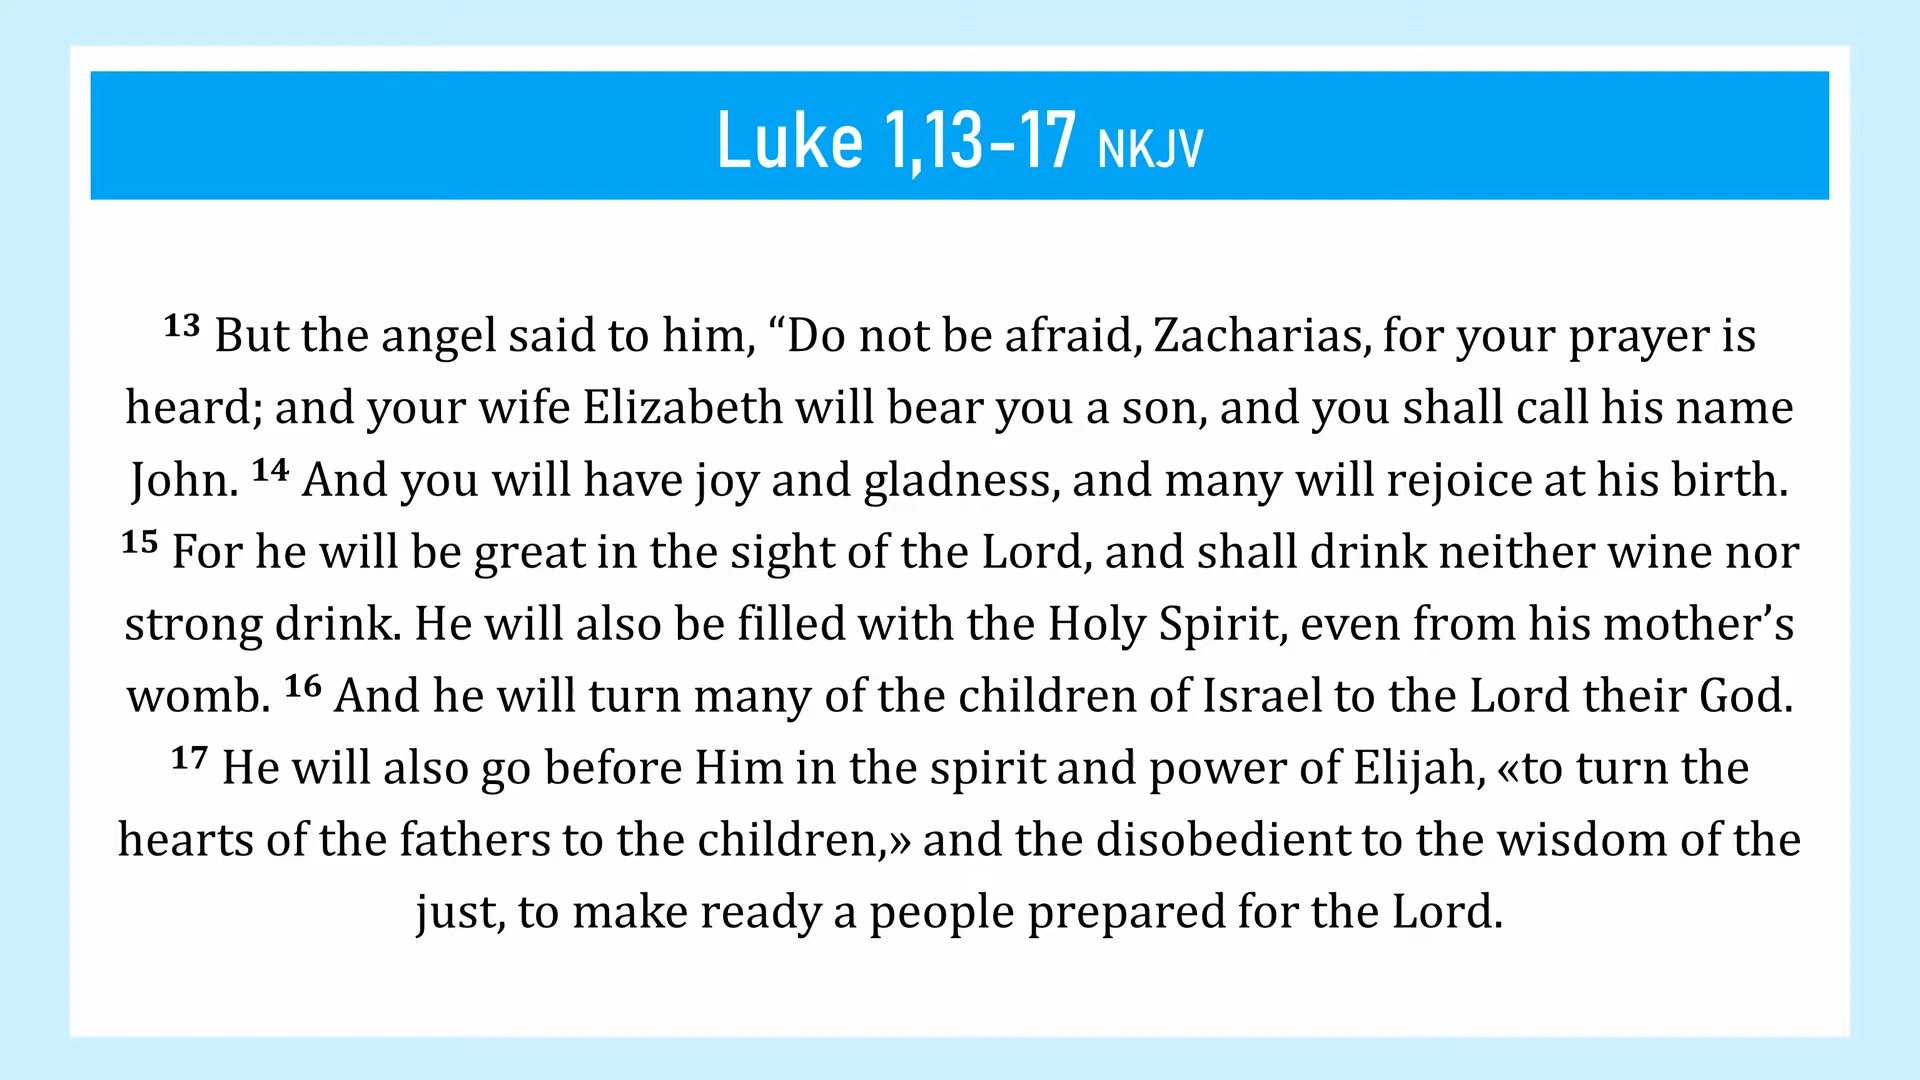 Luke 1,13-17 NKJV
13 But the angel said to him, “Do not be afraid, Zacharias, for your prayer is
heard; and your wife Elizabeth will bear you a son, and you shall call his name
John. 14 And you will have joy and gladness, and many will rejoice at his birth.
15 For he will be great in the sight of the Lord, and shall drink neither wine nor
strong drink. He will also be filled with the Holy Spirit, even from his mother’s
womb. 16 And he will turn many of the children of Israel to the Lord their God.
17 He will also go before Him in the spirit and power of Elijah, «to turn the
hearts of the fathers to the children,» and the disobedient to the wisdom of the
just, to make ready a people prepared for the Lord.